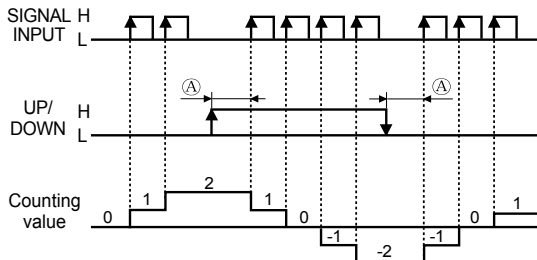 SIGNAL H
INPUT L
Ⓐ Ⓐ
UP/ H
DOWN L
2
1 1 1
Counting
value
0 0 0
-1 -1
-2